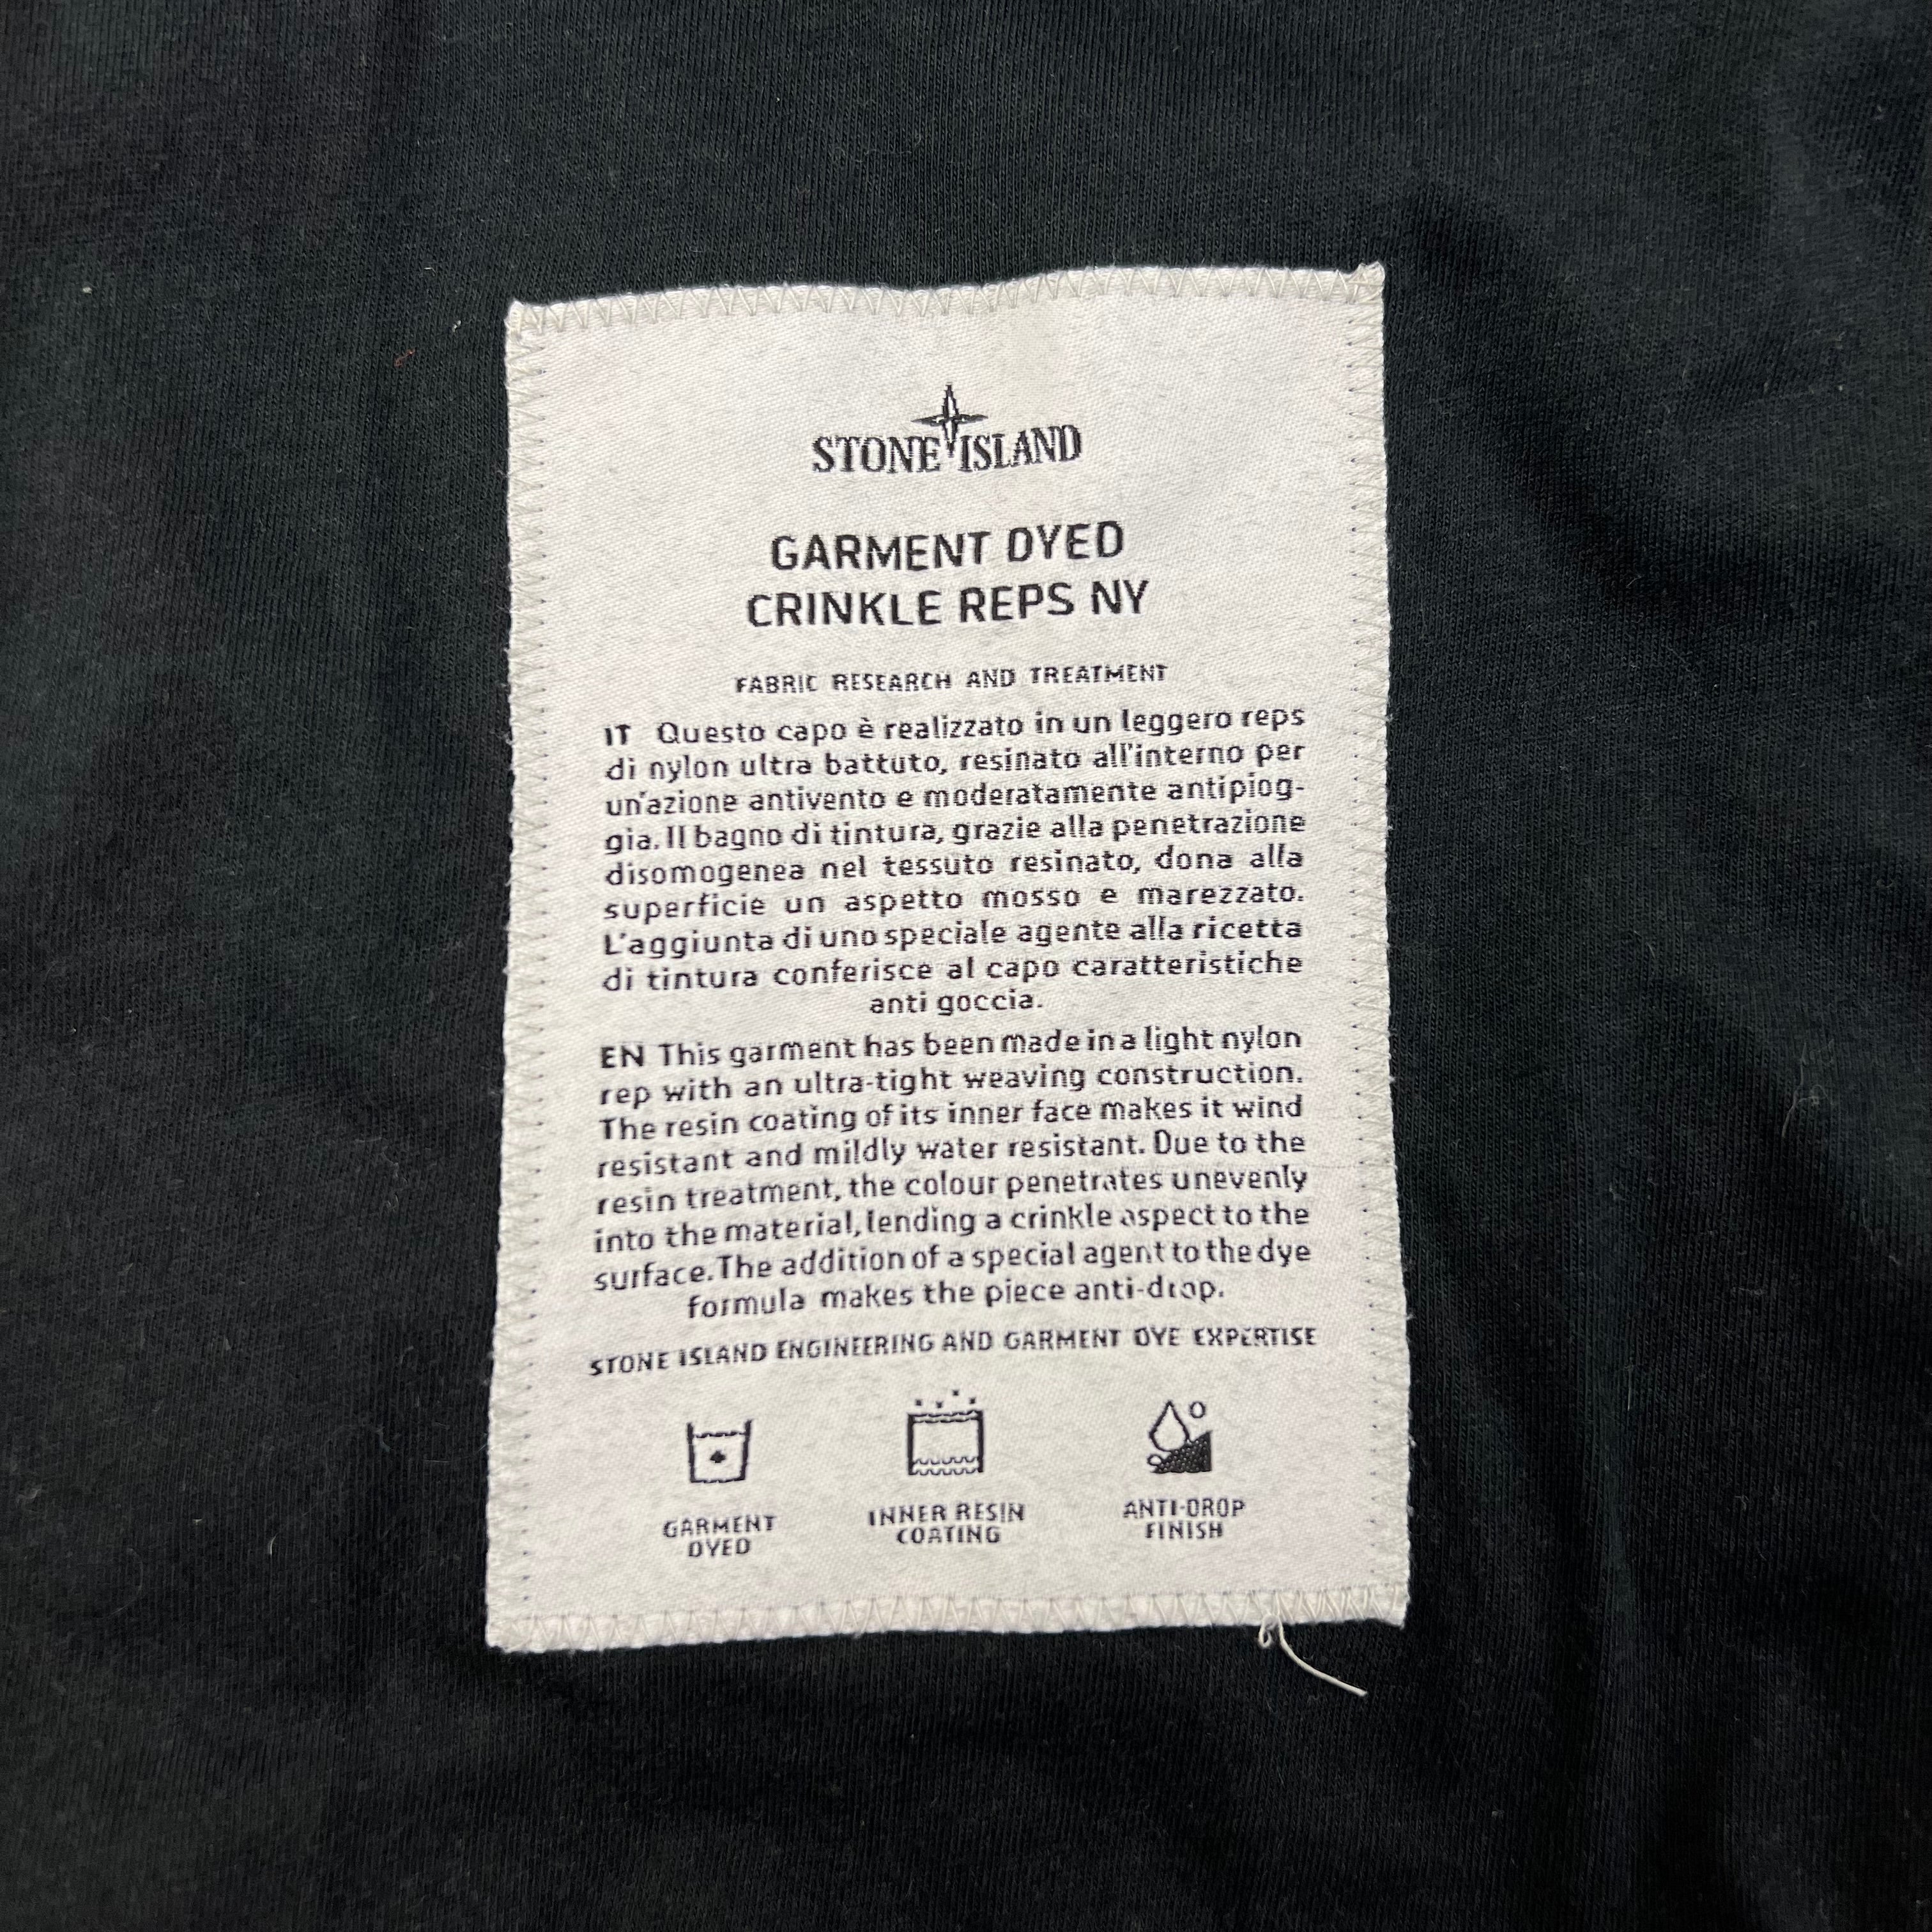 STONE ISLAND
GARMENT DYED
CRINKLE REPS NY
FABRIC RESEARCH AND TREATMENT
IT Questo capo è realizzato in un leggero reps
di nylon ultra battuto, resinato all'interno per
un'azione antivento e moderatamente antipiog-
gia. Il bagno di tintura, grazie alla penetrazione
disomogenea nel tessuto resinato, dona alla
superficie un aspetto mosso e marezzato.
L'aggiunta di uno speciale agente alla ricetta
di tintura conferisce al capo caratteristiche
anti goccia.
EN This garment has been made in a light nylon
rep with an ultra-tight weaving construction.
The resin coating of its inner face makes it wind
resistant and mildly water resistant. Due to the
resin treatment, the colour penetrates unevenly
into the material, lending a crinkle aspect to the
surface. The addition of a special agent to the dye
formula makes the piece anti-drop.
STONE ISLAND ENGINEERING AND GARMENT DYE EXPERTISE
GARMENT
DYED
INNER RESIN
COATING
ANTI-DROP
FINISH